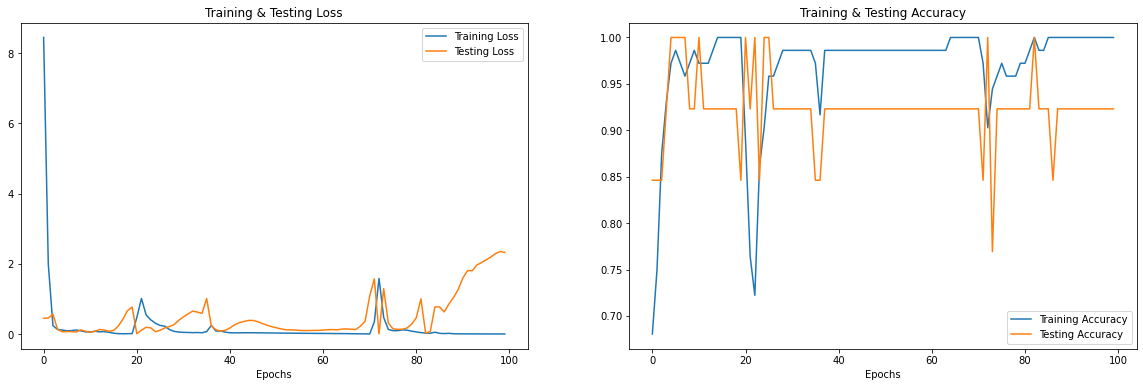 Training & Testing Loss
Training Loss
Testing Loss
8
6
4
2
0
0 20 40 60 80 100
Epochs
Training & Testing Accuracy
1.00
0.95
0.90
0.85
0.80
0.75
0.70
Training Accuracy
Testing Accuracy
0 20 40 60 80 100
Epochs